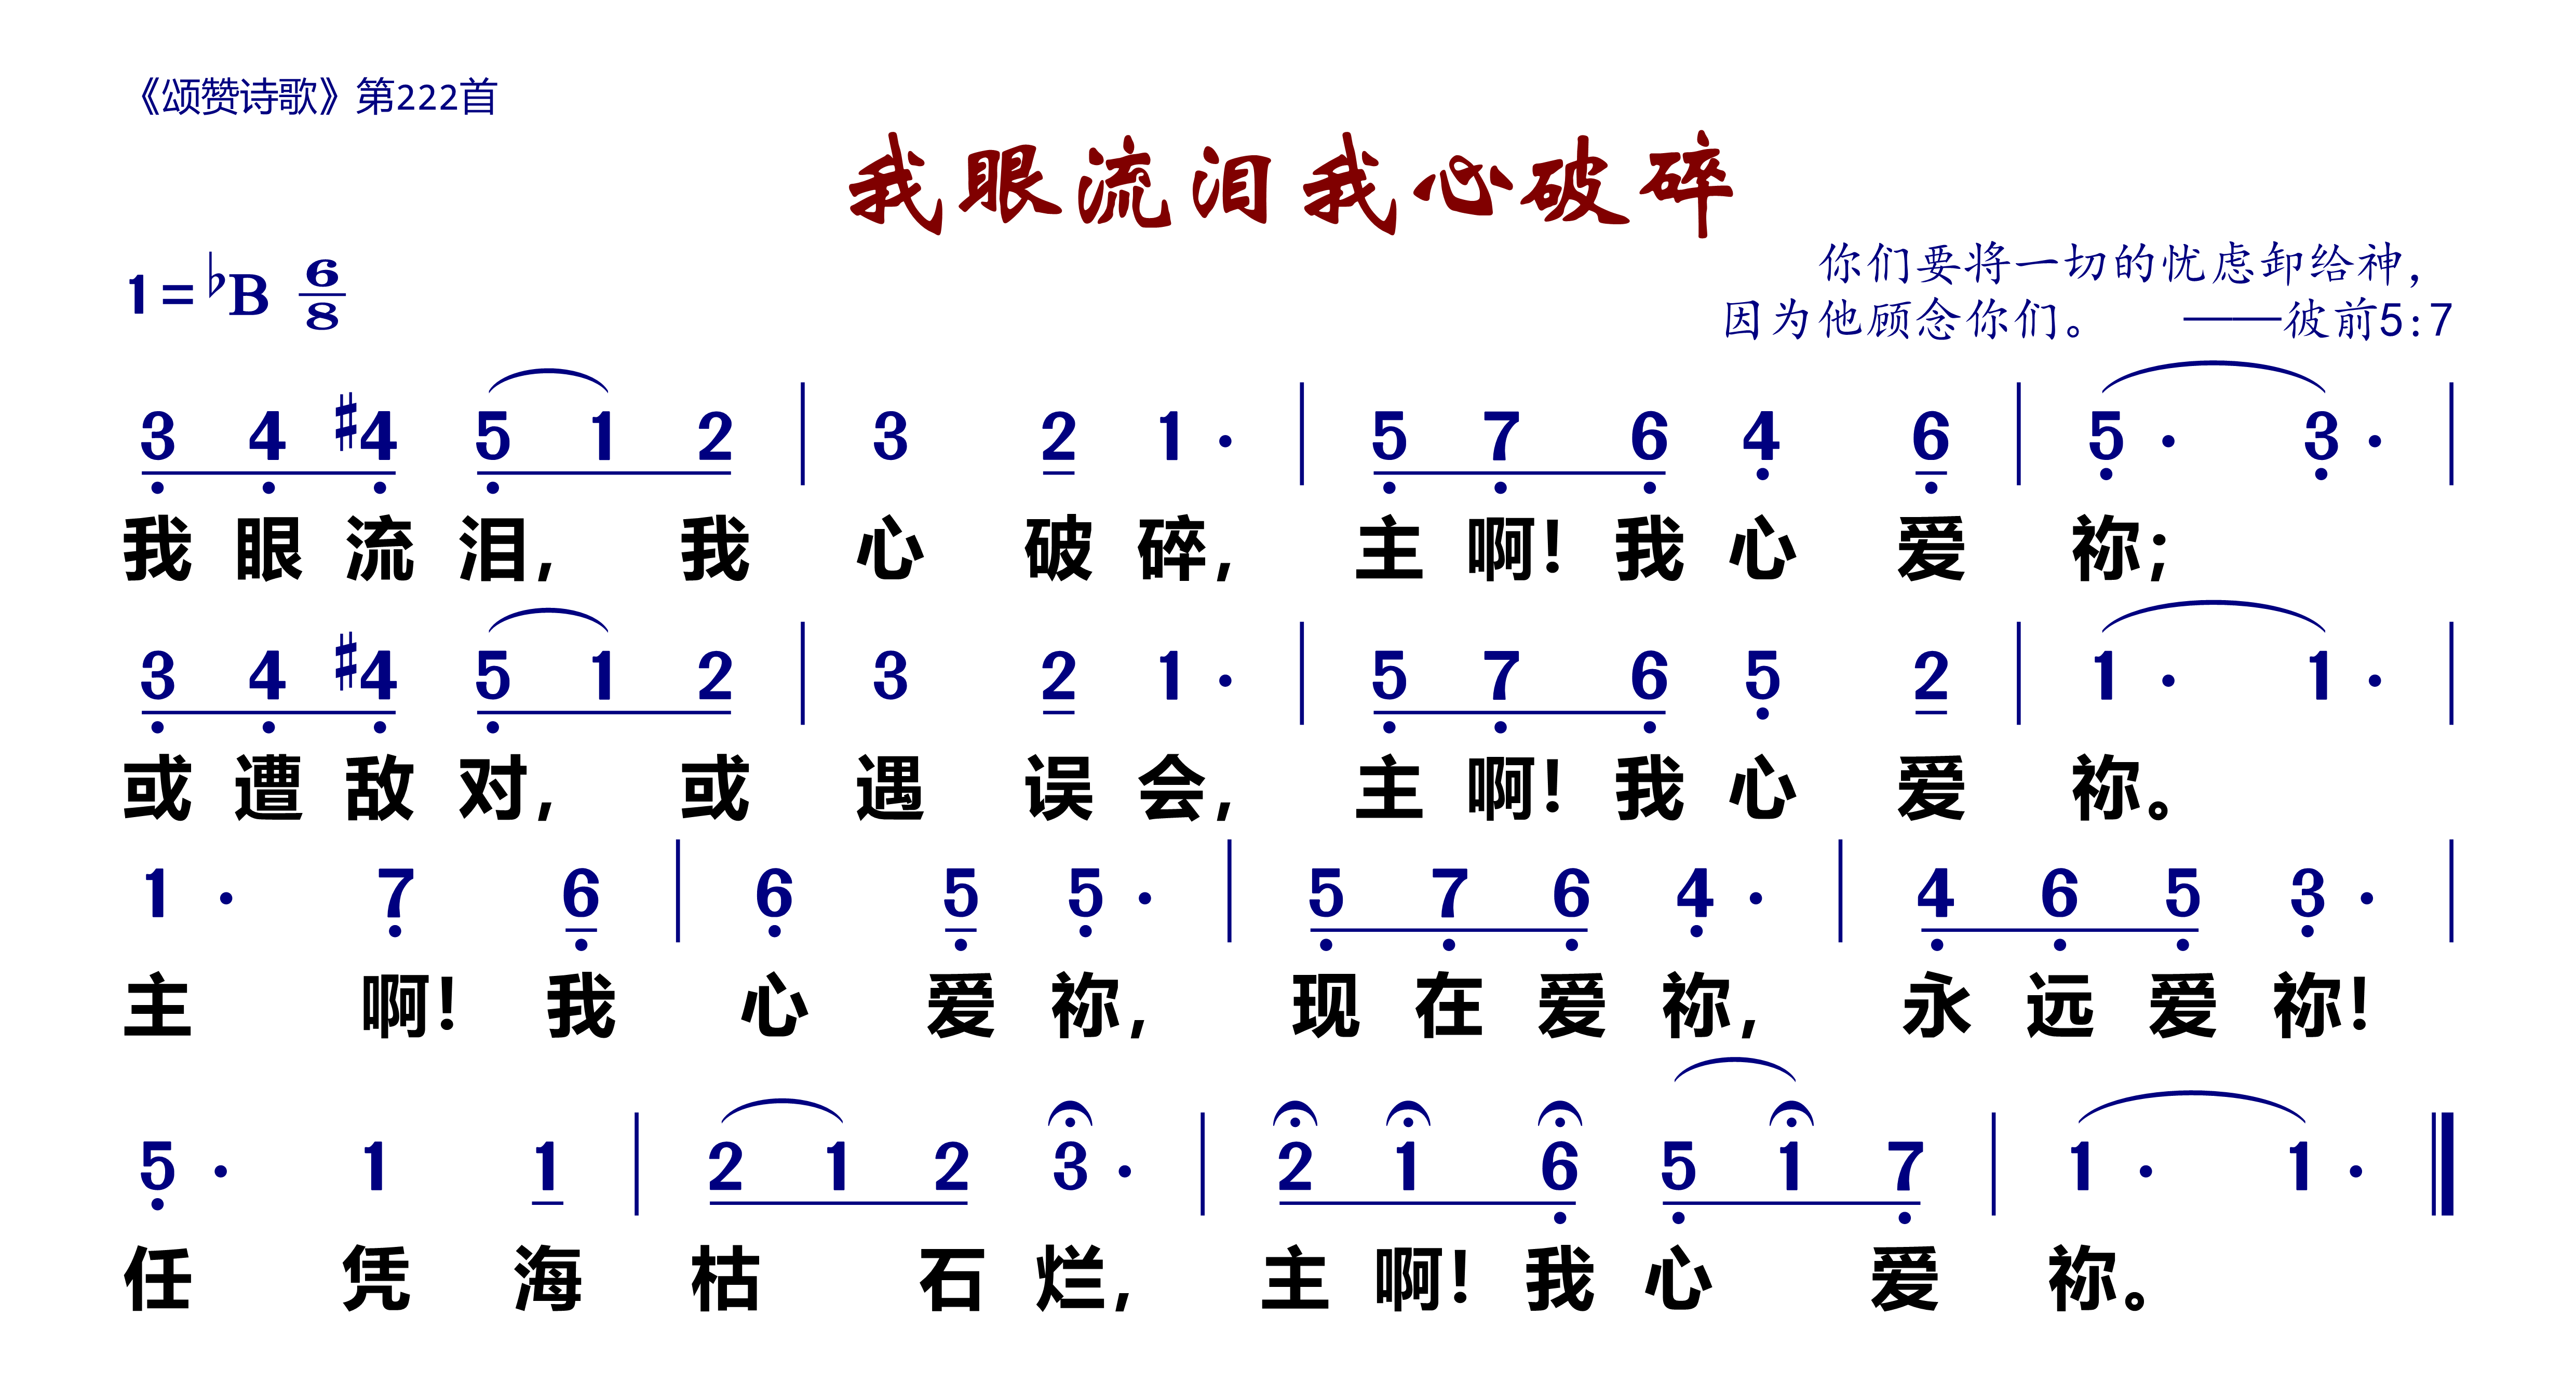 《颂赞诗歌》第222首
我眼流泪我心破碎
1=♭B 6/8
你们要将一切的忧虑卸给神，
因为他顾念你们。 ——彼前5:7
3 4 #4 5 1 2 | 3 2 1 · | 5 7 6 4 6 | 5 · 3 · |
我眼流泪，我心破碎，主啊！我心爱祢；
3 4 #4 5 1 2 | 3 2 1 · | 5 7 6 5 2 | 1 · 1 · |
或遭敌对，或遇误会，主啊！我心爱祢。
1 · 7 6 | 6 5 5 · | 5 7 6 4 · | 4 6 5 3 · |
主啊！我心爱祢，现在爱祢，永远爱祢！
5 · 1 1 | 2 1 2 3 · | 2 1 6 5 1 7 | 1 · 1 · ‖
任凭海枯石烂，主啊！我心爱祢。